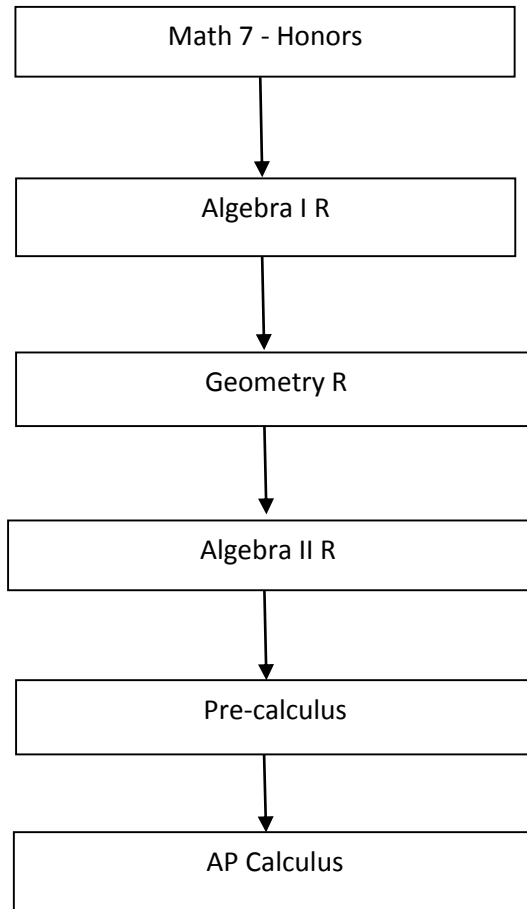 Math 7 - Honors
Algebra I R
Geometry R
Algebra II R
Pre-calculus
AP Calculus